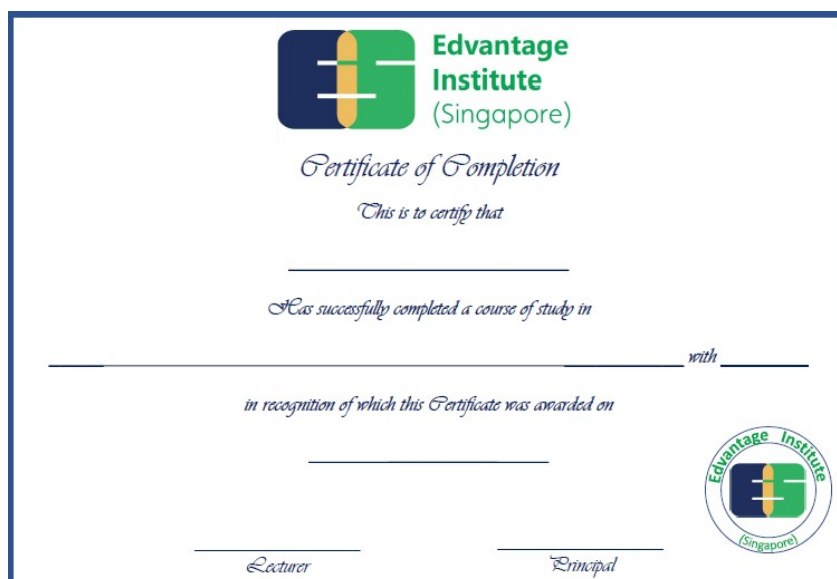 Edvantage
Institute
(Singapore)
Certificate of Completion
This is to certify that
Has successfully completed a course of study in
with
in recognition of which this Certificate was awarded on
Edvantage Institute
(Singapore)
Lecturer
Principal